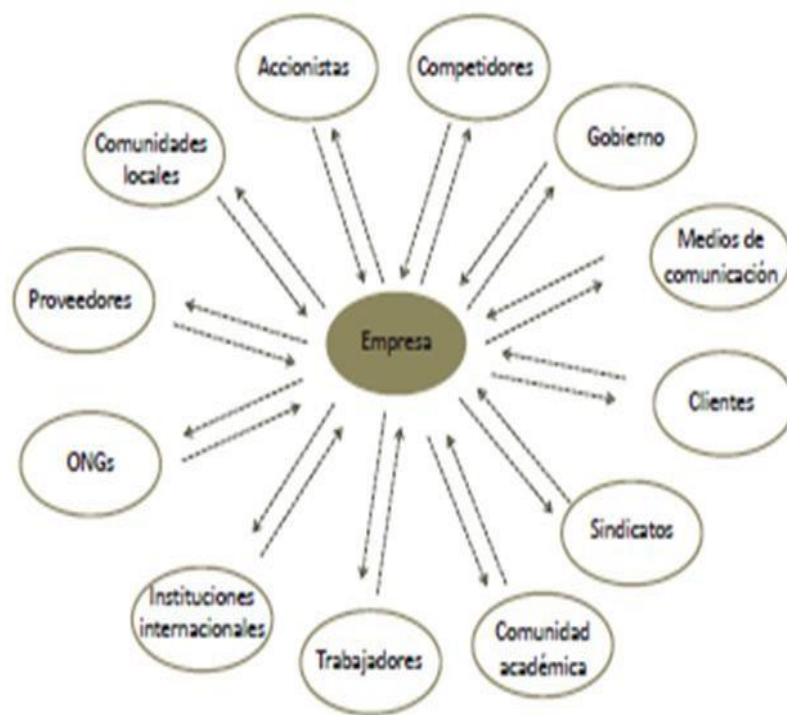 Accionistas
Competidores
Comunidades
locales
Gobierno
Medios de
comunicación
Proveedores
Empresa
Clientes
ONGs
Sindicatos
Instituciones
internacionales
Trabajadores
Comunidad
académica